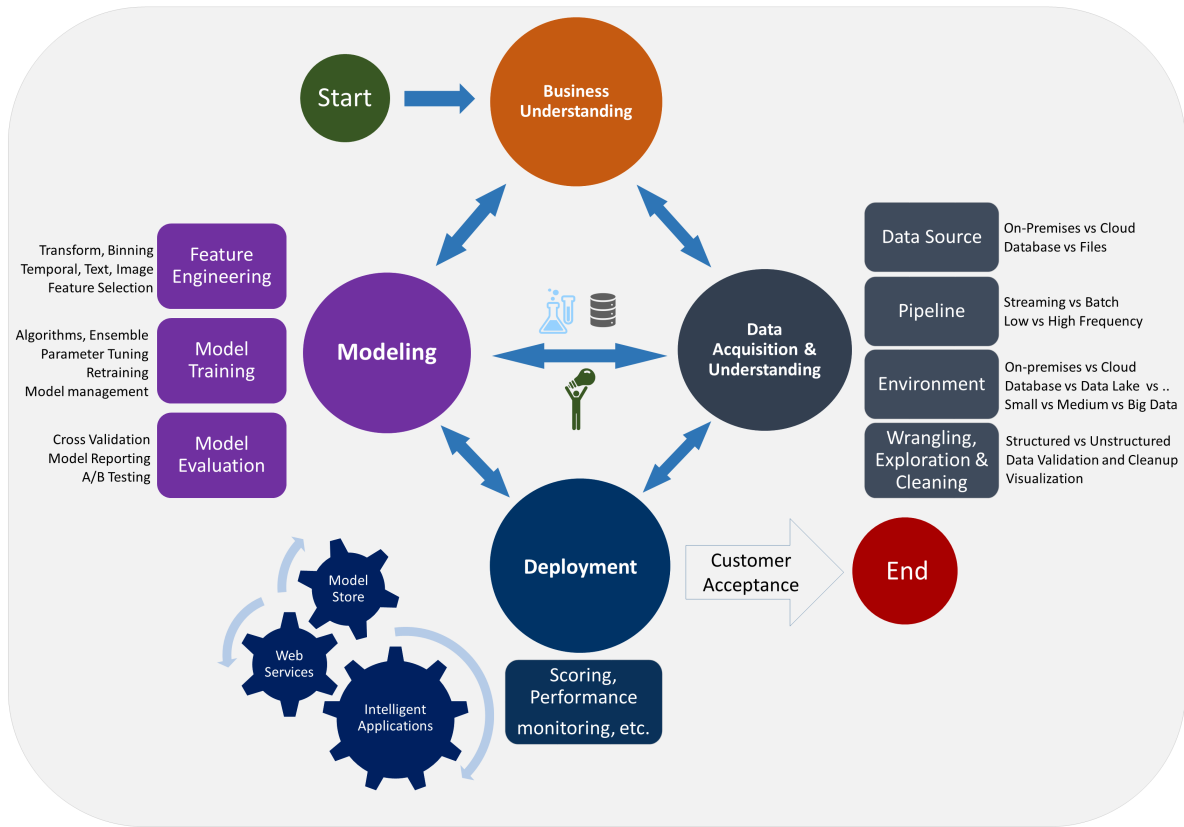 Start
Business
Understanding
Transform, Binning
Temporal, Text, Image
Feature Selection
Feature
Engineering
Algorithms, Ensemble
Parameter Tuning
Retraining
Model management
Model
Training
Cross Validation
Model Reporting
A/B Testing
Model
Evaluation
Modeling
Data
Acquisition &
Understanding
Data Source
On-Premises vs Cloud
Database vs Files
Pipeline
Streaming vs Batch
Low vs High Frequency
Environment
On-premises vs Cloud
Database vs Data Lake vs ..
Small vs Medium vs Big Data
Wrangling,
Exploration &
Cleaning
Structured vs Unstructured
Data Validation and Cleanup
Visualization
Deployment
Customer
Acceptance
End
Model
Store
Web
Services
Intelligent
Applications
Scoring,
Performance
monitoring, etc.